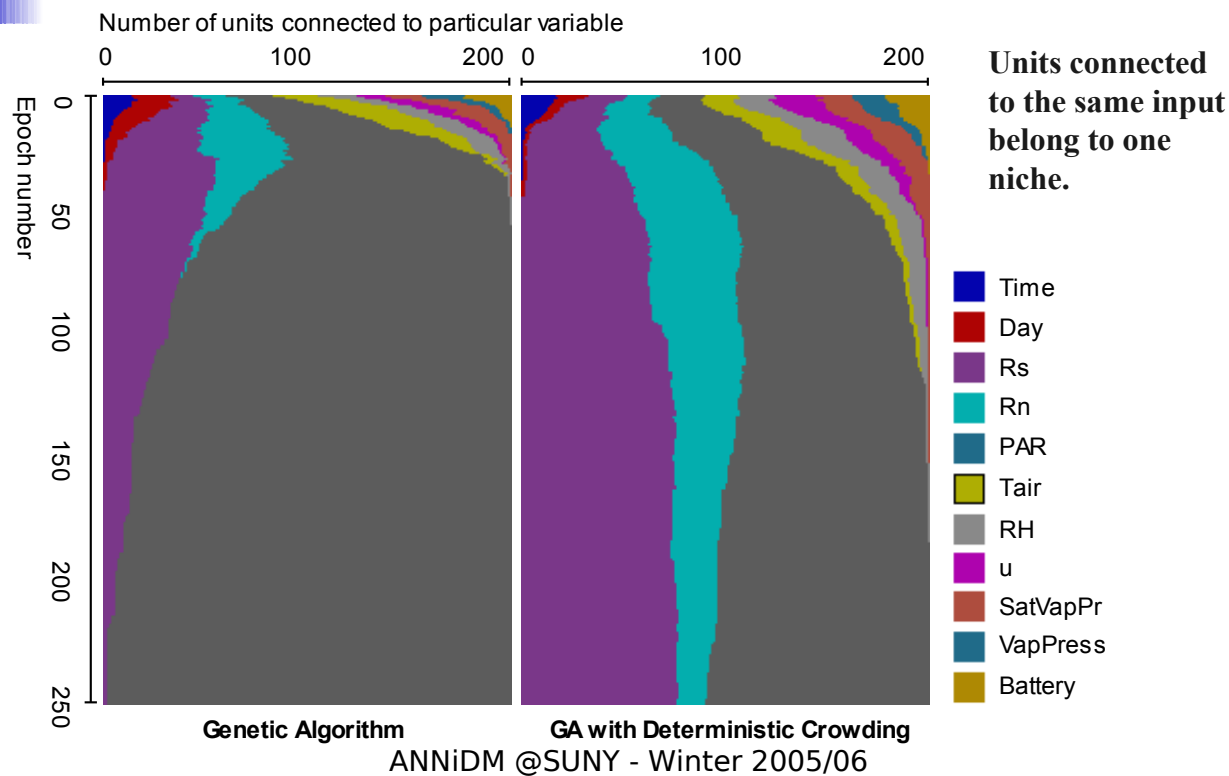 Number of units connected to particular variable
0 100 200 0 100 200
Epoch number
0
50
100
150
200
250
Units connected
to the same input
belong to one
niche.
Time
Day
Rs
Rn
PAR
Tair
RH
u
SatVapPr
VapPress
Battery
Genetic Algorithm
GA with Deterministic Crowding
ANNiDM @SUNY - Winter 2005/06